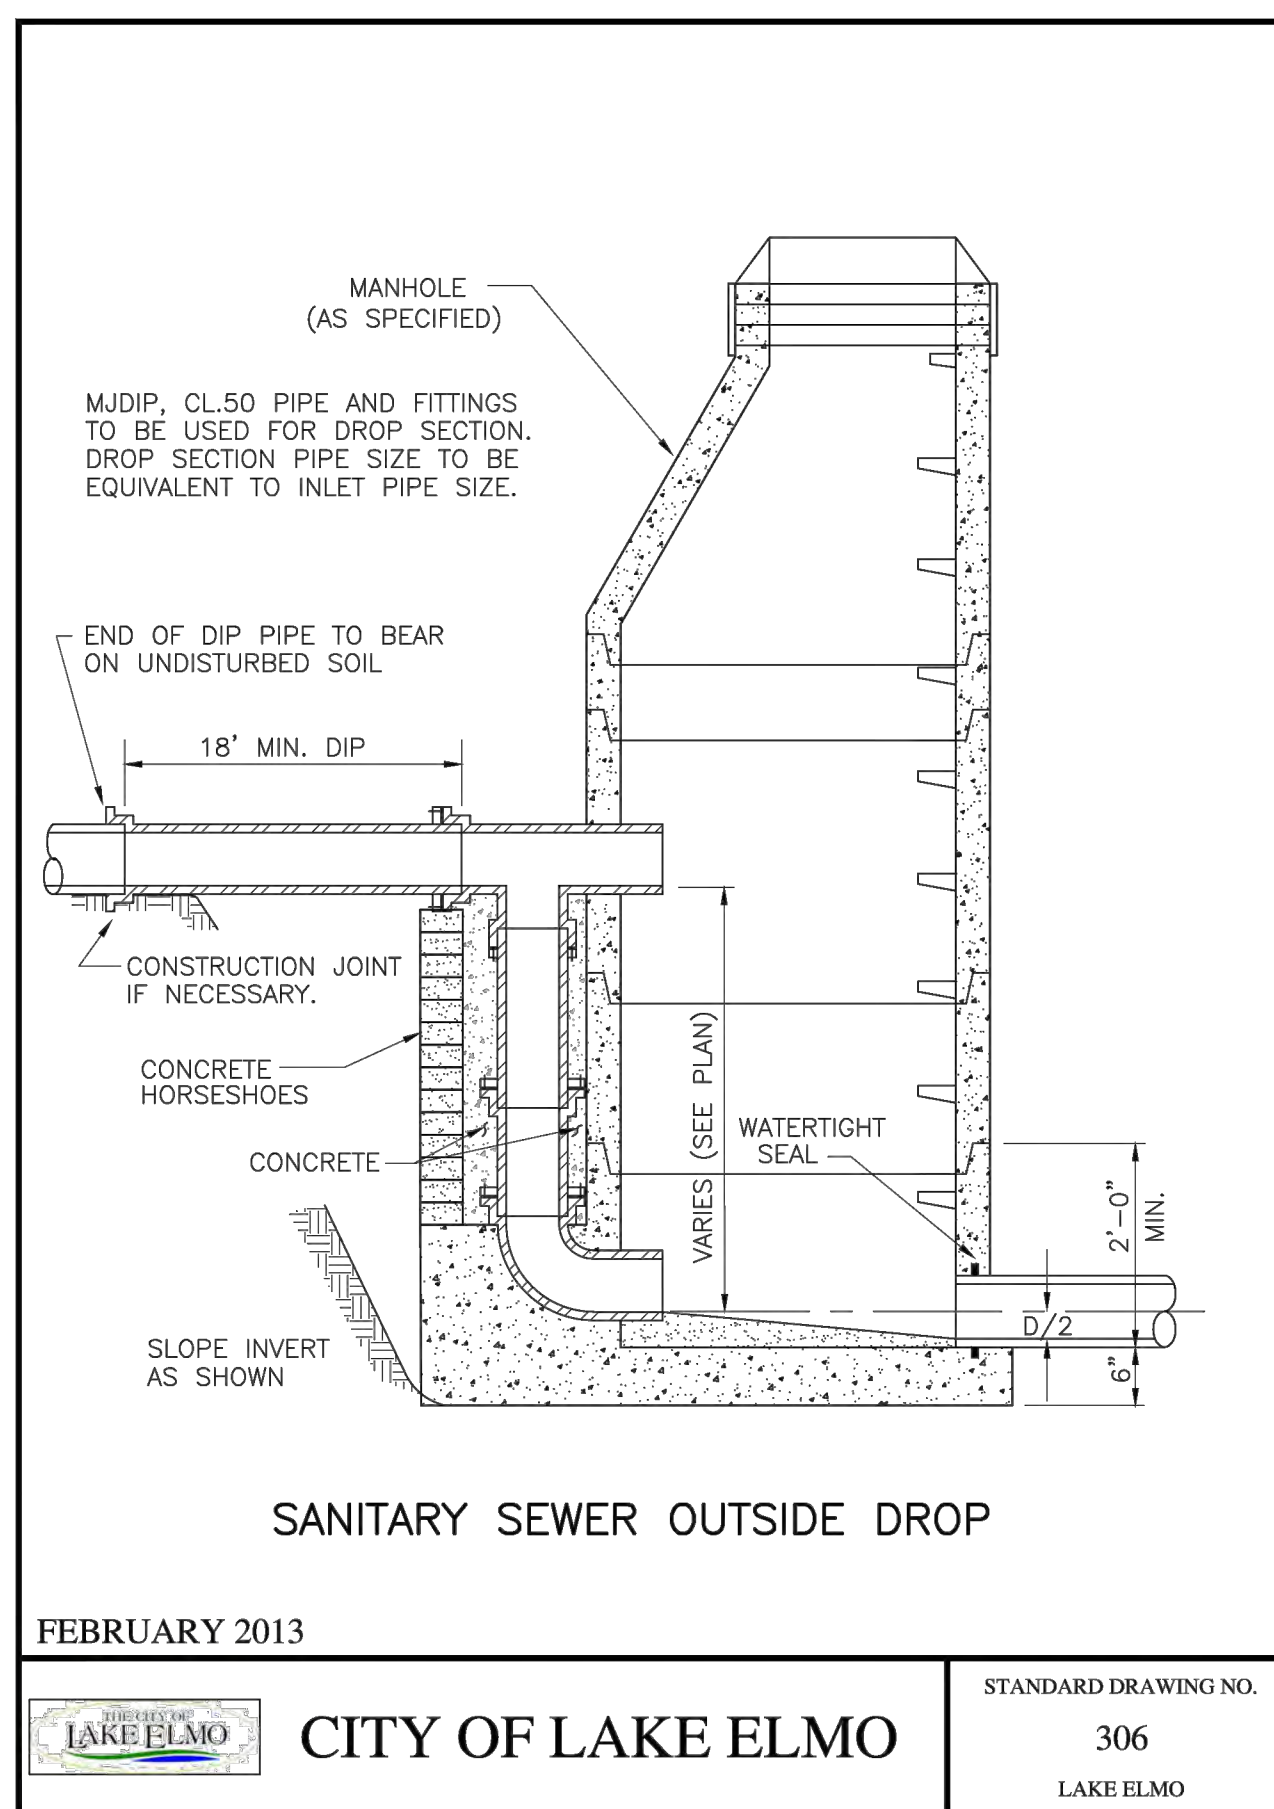 MANHOLE
(AS SPECIFIED)
MJDIP, CL.50 PIPE AND FITTINGS
TO BE USED FOR DROP SECTION.
DROP SECTION PIPE SIZE TO BE
EQUIVALENT TO INLET PIPE SIZE.
END OF DIP PIPE TO BEAR
ON UNDISTURBED SOIL
18' MIN. DIP
CONSTRUCTION JOINT
IF NECESSARY.
CONCRETE
HORSESHOES
CONCRETE
VARIES (SEE PLAN)
WATERTIGHT
SEAL
2'-0"
MIN.
D/2
6"
SLOPE INVERT
AS SHOWN
SANITARY SEWER OUTSIDE DROP
FEBRUARY 2013
THE CITY OF
LAKE ELMO
CITY OF LAKE ELMO
STANDARD DRAWING NO.
306
LAKE ELMO